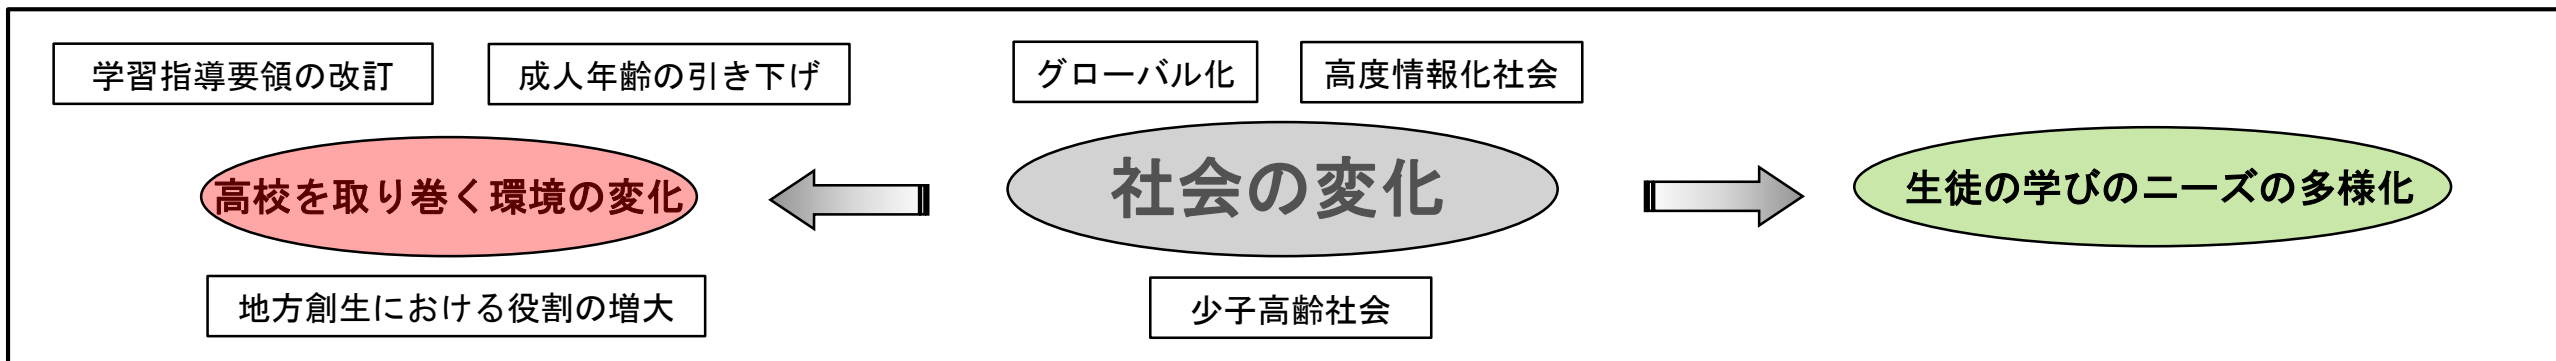 学習指導要領の改訂
成人年齢の引き下げ
グローバル化
高度情報化社会
高校を取り巻く環境の変化
社会の変化
生徒の学びのニーズの多様化
地方創生における役割の増大
少子高齢社会